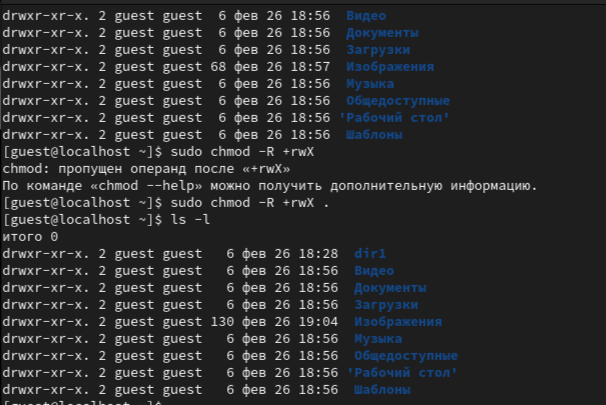 drwxr-xr-x. 2 guest guest  6 фев 26 18:56  Видео
drwxr-xr-x. 2 guest guest  6 фев 26 18:56  Документы
drwxr-xr-x. 2 guest guest  6 фев 26 18:56  Загрузки
drwxr-xr-x. 2 guest guest 68 фев 26 18:57  Изображения
drwxr-xr-x. 2 guest guest  6 фев 26 18:56  Музыка
drwxr-xr-x. 2 guest guest  6 фев 26 18:56  Общедоступные
drwxr-xr-x. 2 guest guest  6 фев 26 18:56 'Рабочий стол'
drwxr-xr-x. 2 guest guest  6 фев 26 18:56  Шаблоны
[guest@localhost ~]$ sudo chmod -R +rwX
chmod: пропущен операнд после «+rwX»
По команде «chmod --help» можно получить дополнительную информацию.
[guest@localhost ~]$ sudo chmod -R +rwX .
[guest@localhost ~]$ ls -l
итого 0
drwxr-xr-x. 2 guest guest   6 фев 26 18:28  dir1
drwxr-xr-x. 2 guest guest   6 фев 26 18:56  Видео
drwxr-xr-x. 2 guest guest   6 фев 26 18:56  Документы
drwxr-xr-x. 2 guest guest   6 фев 26 18:56  Загрузки
drwxr-xr-x. 2 guest guest 130 фев 26 19:04  Изображения
drwxr-xr-x. 2 guest guest   6 фев 26 18:56  Музыка
drwxr-xr-x. 2 guest guest   6 фев 26 18:56  Общедоступные
drwxr-xr-x. 2 guest guest   6 фев 26 18:56 'Рабочий стол'
drwxr-xr-x. 2 guest guest   6 фев 26 18:56  Шаблоны